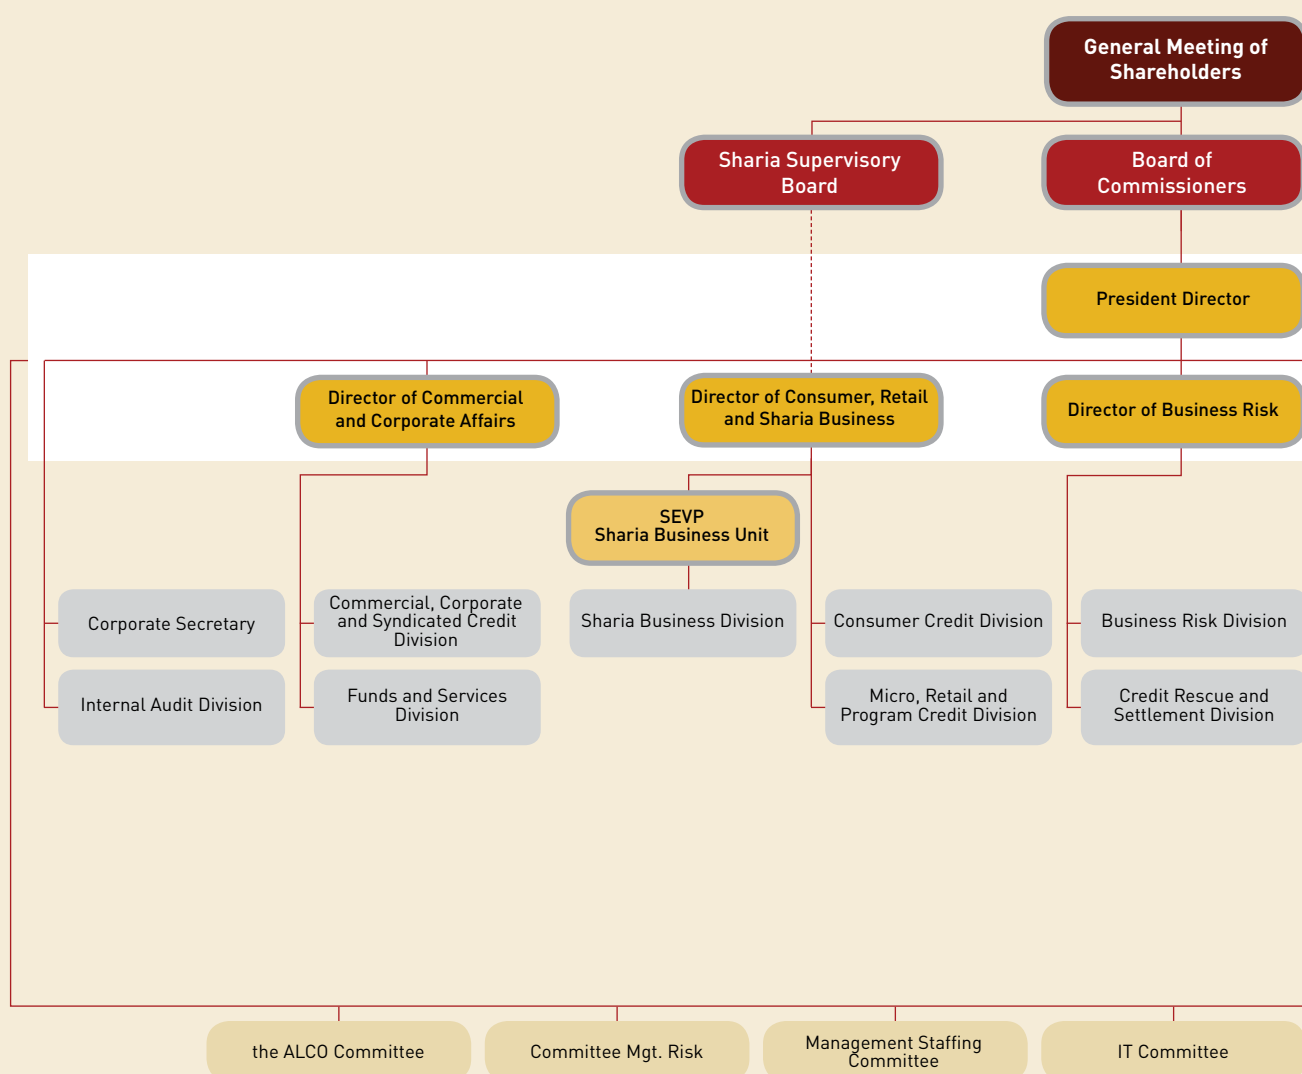 General Meeting of
Shareholders
Sharia Supervisory
Board
Board of
Commissioners
President Director
Director of Commercial
and Corporate Affairs
Director of Consumer, Retail
and Sharia Business
Director of Business Risk
SEVP
Sharia Business Unit
Corporate Secretary
Commercial, Corporate
and Syndicated Credit
Division
Sharia Business Division
Consumer Credit Division
Business Risk Division
Internal Audit Division
Funds and Services
Division
Micro, Retail and
Program Credit Division
Credit Rescue and
Settlement Division
the ALCO Committee
Committee Mgt. Risk
Management Staffing
Committee
IT Committee